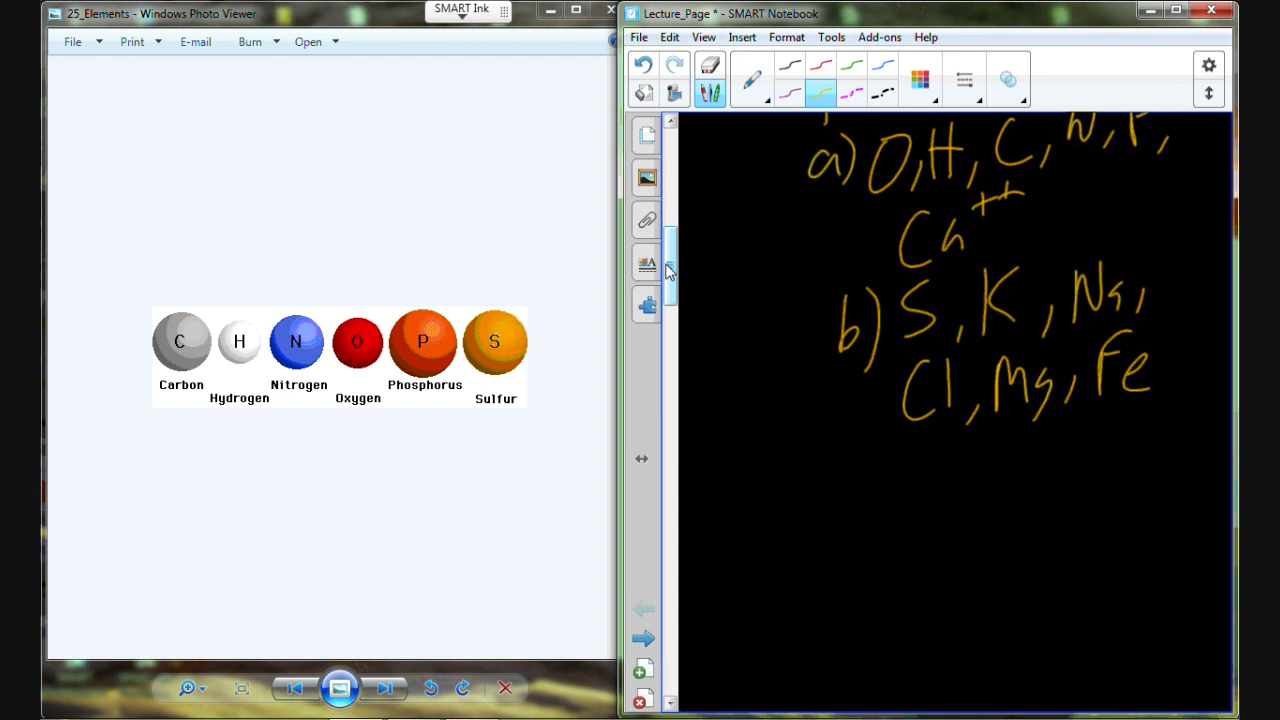 25_Elements - Windows Photo Viewer
SMART Ink
File Print E-mail Burn Open
C H N O P S
Carbon Nitrogen Phosphorus
Hydrogen Oxygen Sulfur
Lecture_Page * - SMART Notebook
File Edit View Insert Format Tools Add-ons Help
a) O, H, C, N, P,
Ca++
b) S, K, Na,
Cl, Mg, Fe